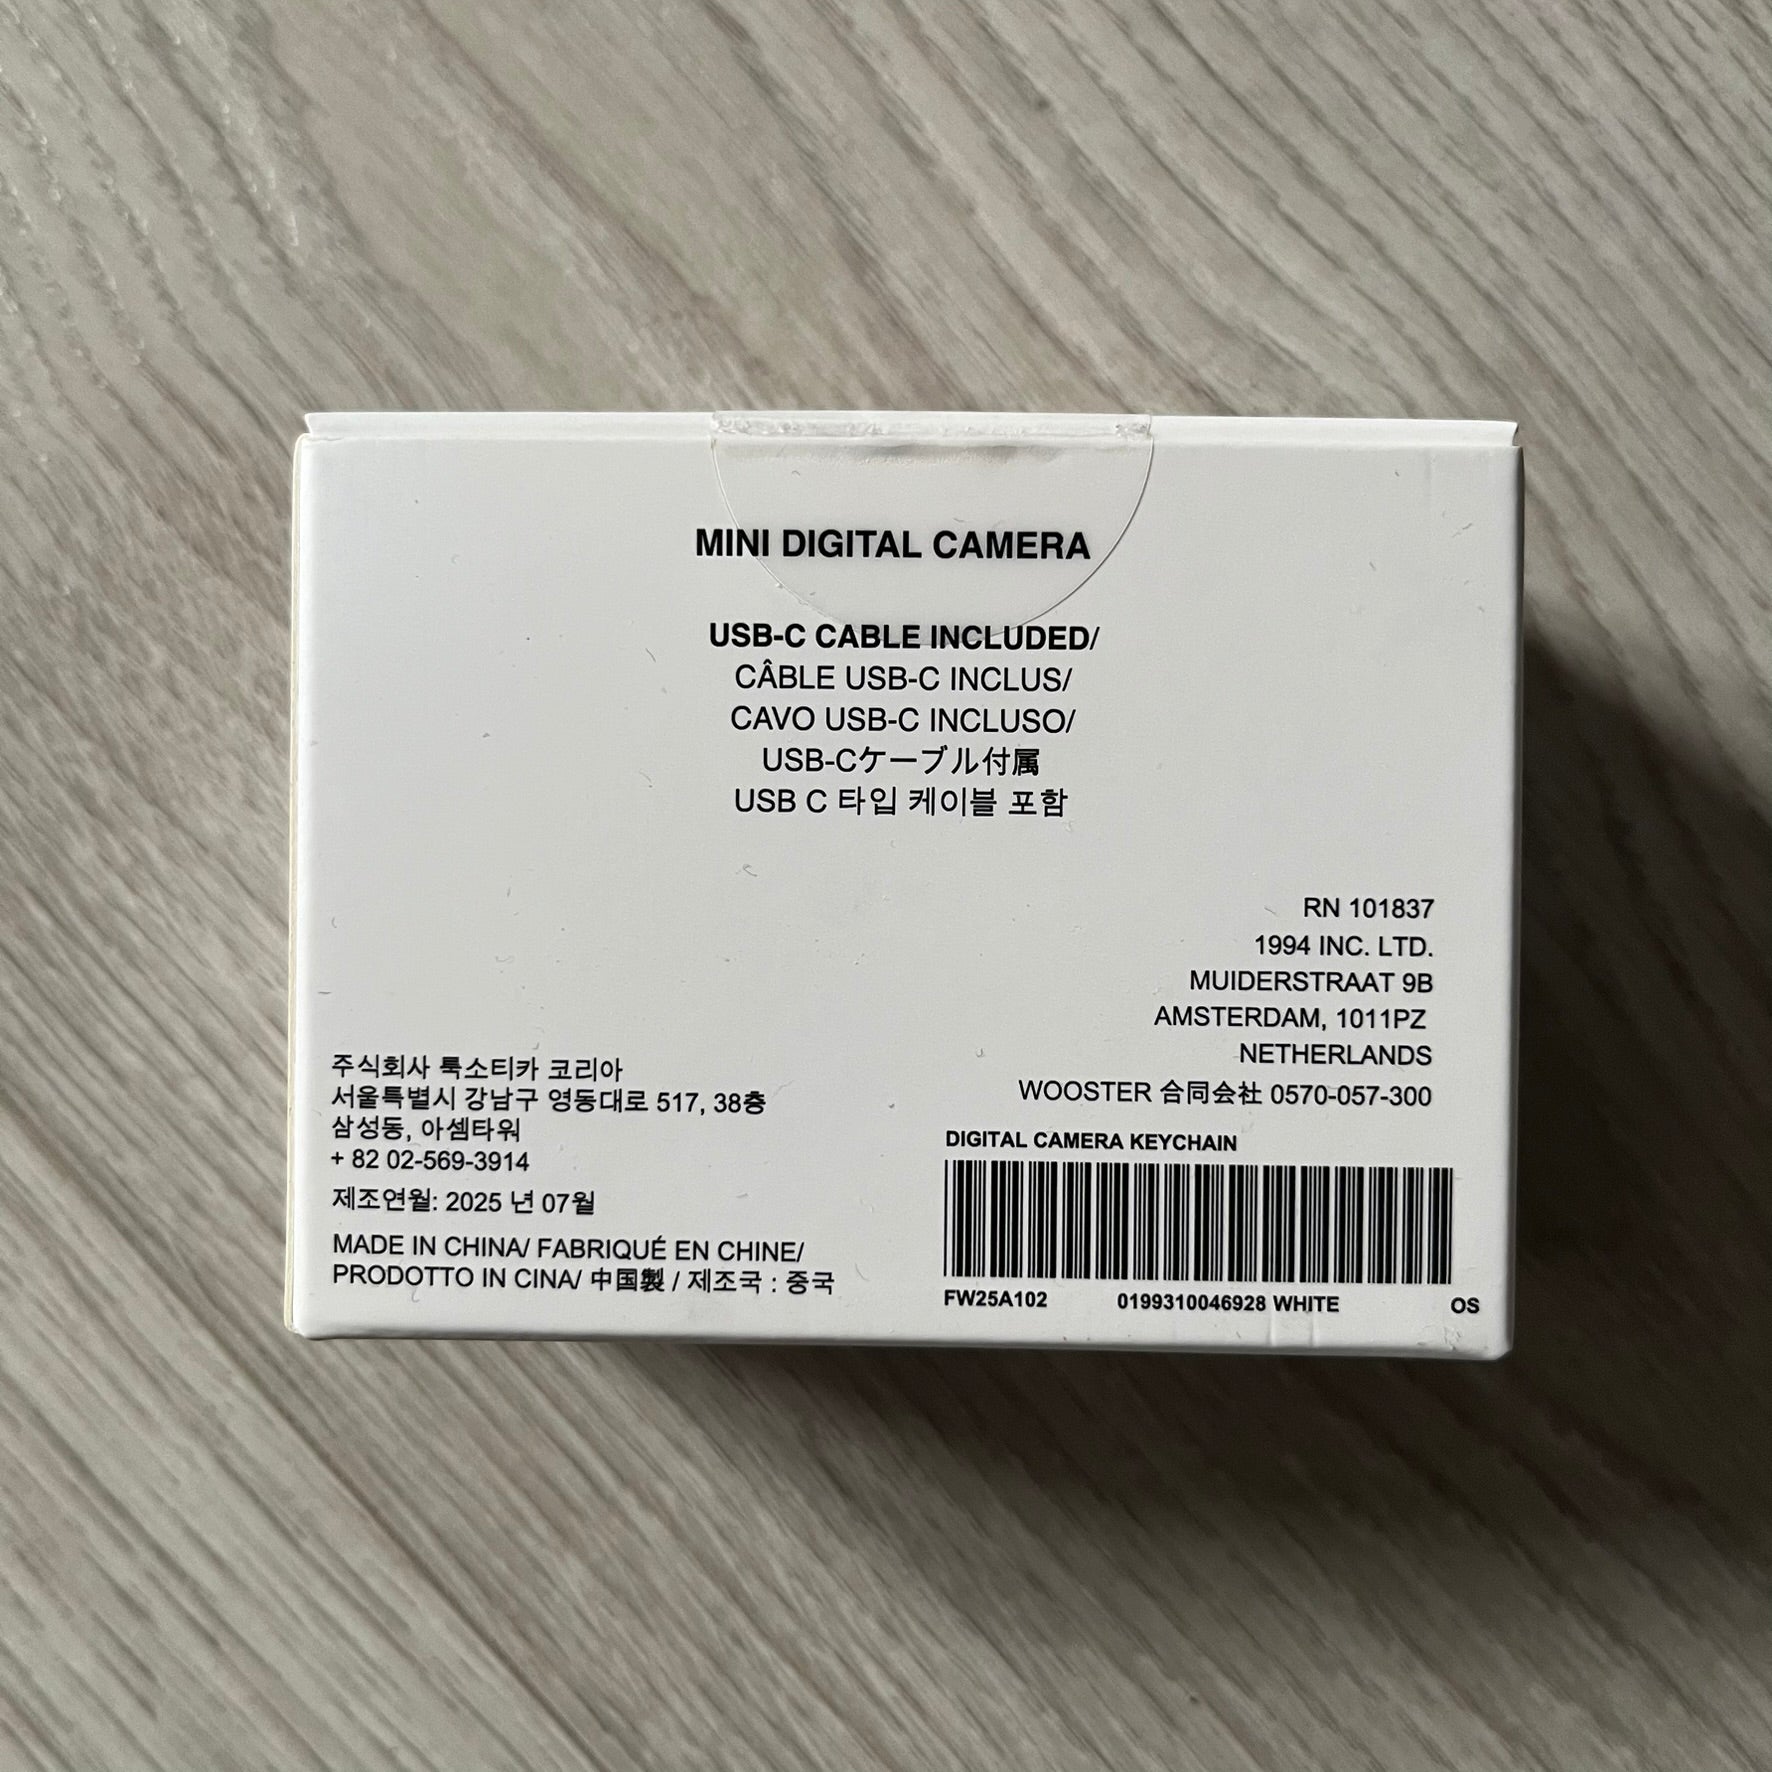 MINI DIGITAL CAMERA
USB-C CABLE INCLUDED/
CÂBLE USB-C INCLUS/
CAVO USB-C INCLUSO/
USB-Cケーブル付属
USB C 타입 케이블 포함
RN 101837
1994 INC. LTD.
MUIDERSTRAAT 9B
AMSTERDAM, 1011PZ
NETHERLANDS
WOOSTER 合同会社 0570-057-300
주식회사 룩소티카 코리아
서울특별시 강남구 영동대로 517, 38층
삼성동, 아셈타워
+ 82 02-569-3914
제조연월: 2025 년 07월
MADE IN CHINA/ FABRIQUÉ EN CHINE/
PRODOTTO IN CINA/ 中国製 / 제조국 : 중국
DIGITAL CAMERA KEYCHAIN
FW25A102 0199310046928 WHITE OS